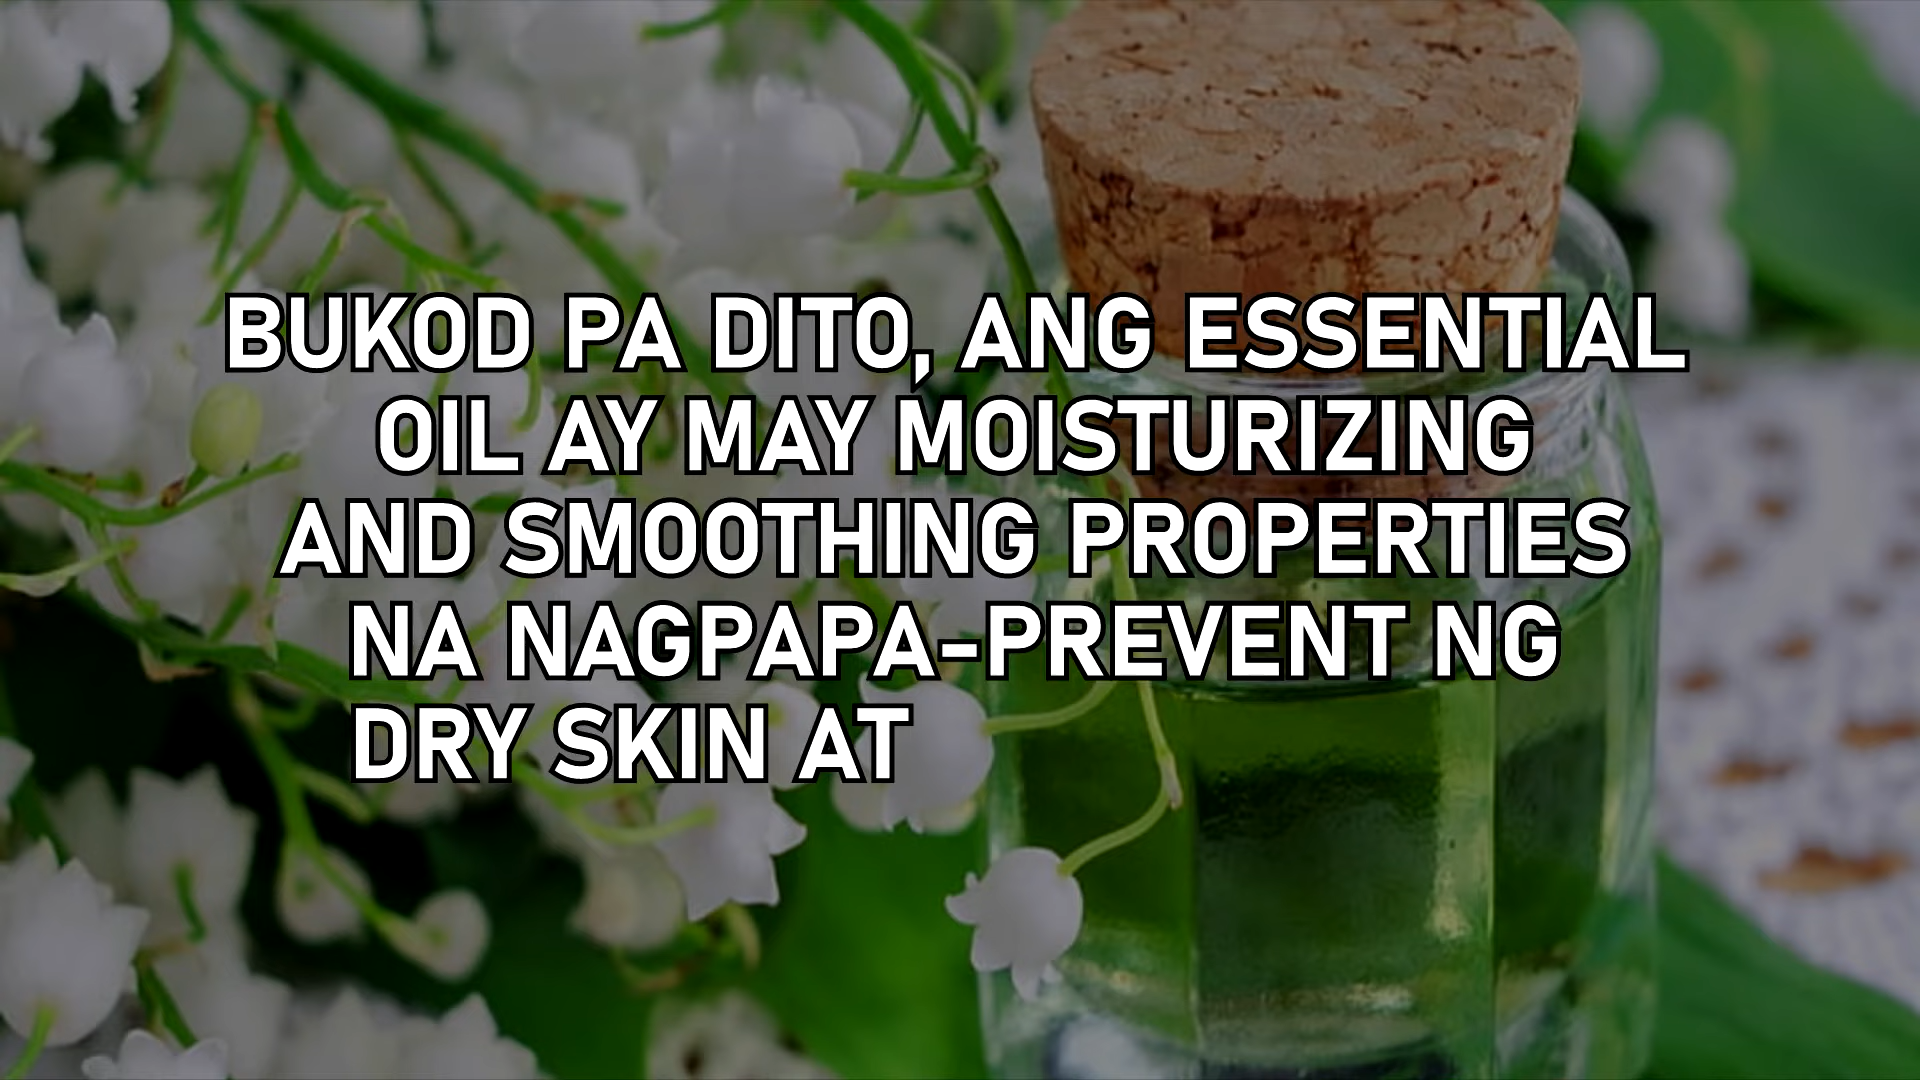 BUKOD PA DITO, ANG ESSENTIAL
OIL AY MAY MOISTURIZING
AND SMOOTHING PROPERTIES
NA NAGPAPA-PREVENT NG
DRY SKIN AT